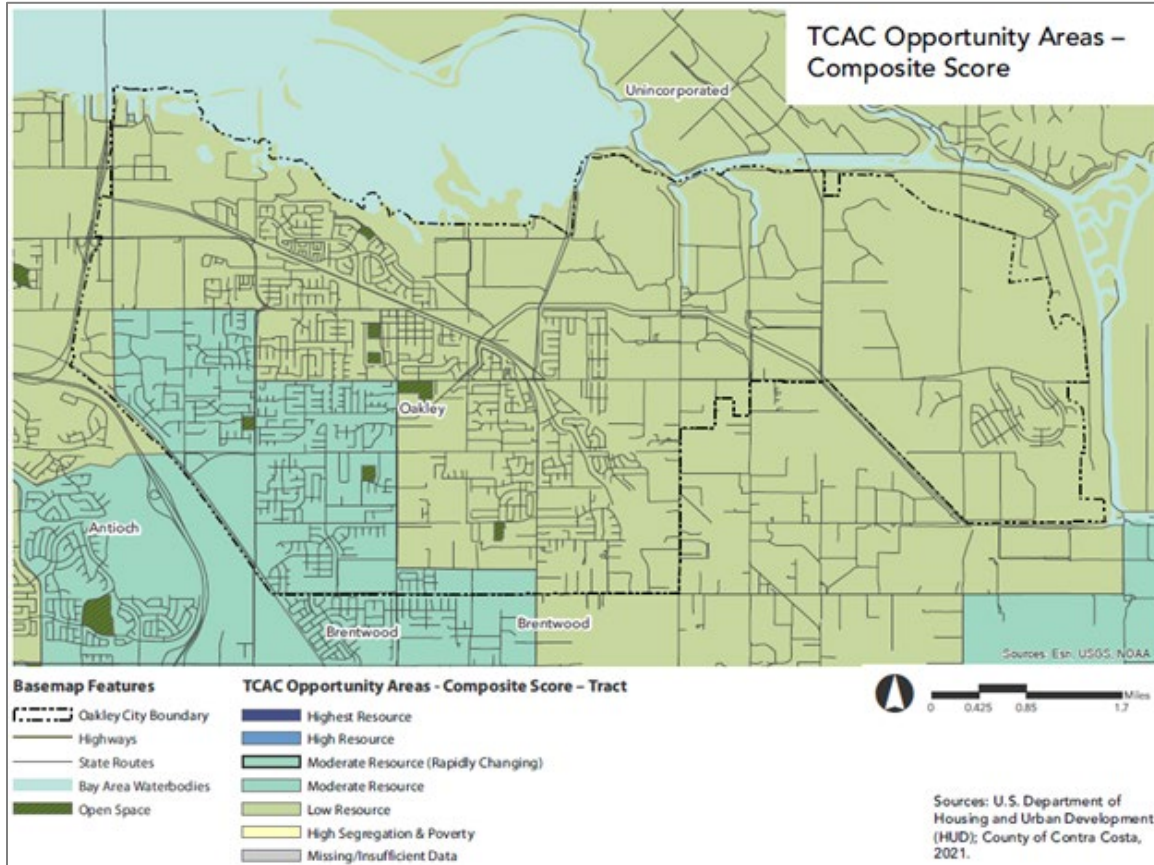 TCAC Opportunity Areas –
Composite Score
Unincorporated
Oakley
Antioch
Brentwood
Brentwood
Sources: Esri, USGS, NOAA
Basemap Features
Oakley City Boundary
Highways
State Routes
Bay Area Waterbodies
Open Space
TCAC Opportunity Areas - Composite Score – Tract
Highest Resource
High Resource
Moderate Resource (Rapidly Changing)
Moderate Resource
Low Resource
High Segregation & Poverty
Missing/Insufficient Data
Miles
0 0.425 0.85 1.7
Sources: U.S. Department of
Housing and Urban Development
(HUD); County of Contra Costa,
2021.